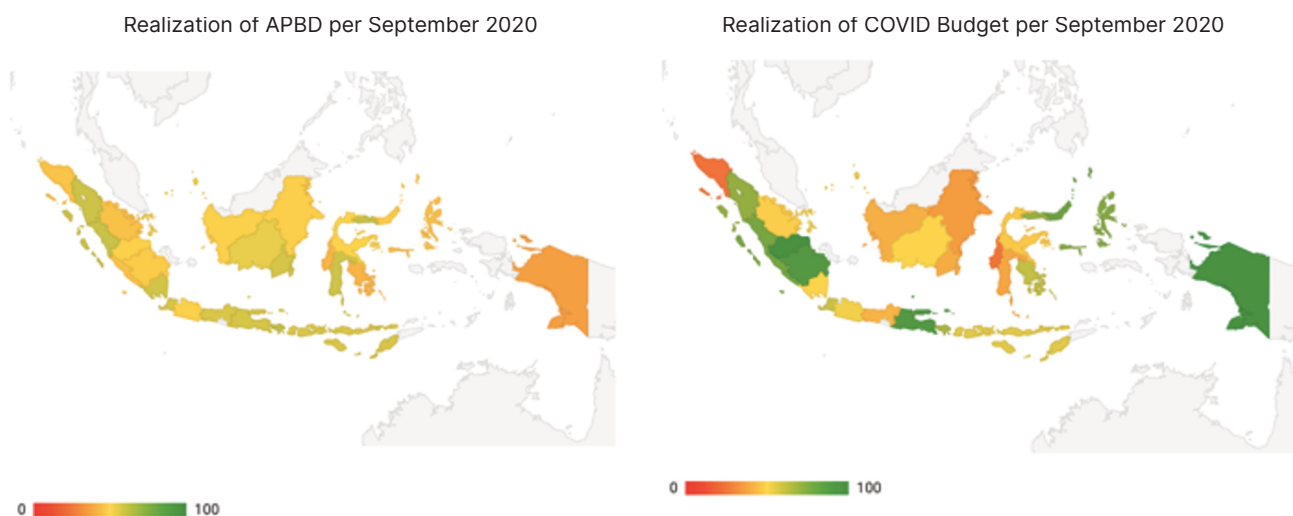 Realization of APBD per September 2020
Realization of COVID Budget per September 2020
0 100
0 100